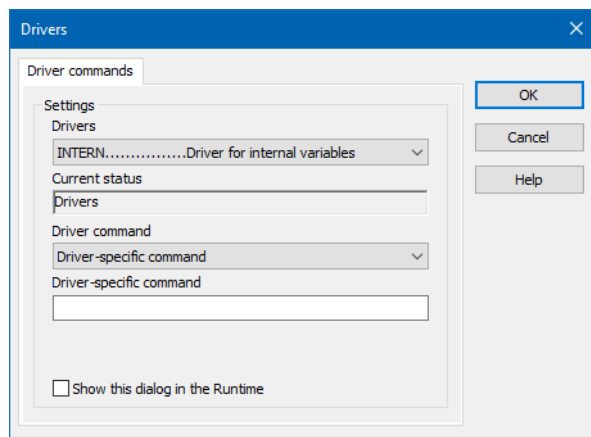 Drivers
Driver commands
Settings
Drivers
INTERN................Driver for internal variables
Current status
Drivers
Driver command
Driver-specific command
Driver-specific command
Show this dialog in the Runtime
OK
Cancel
Help